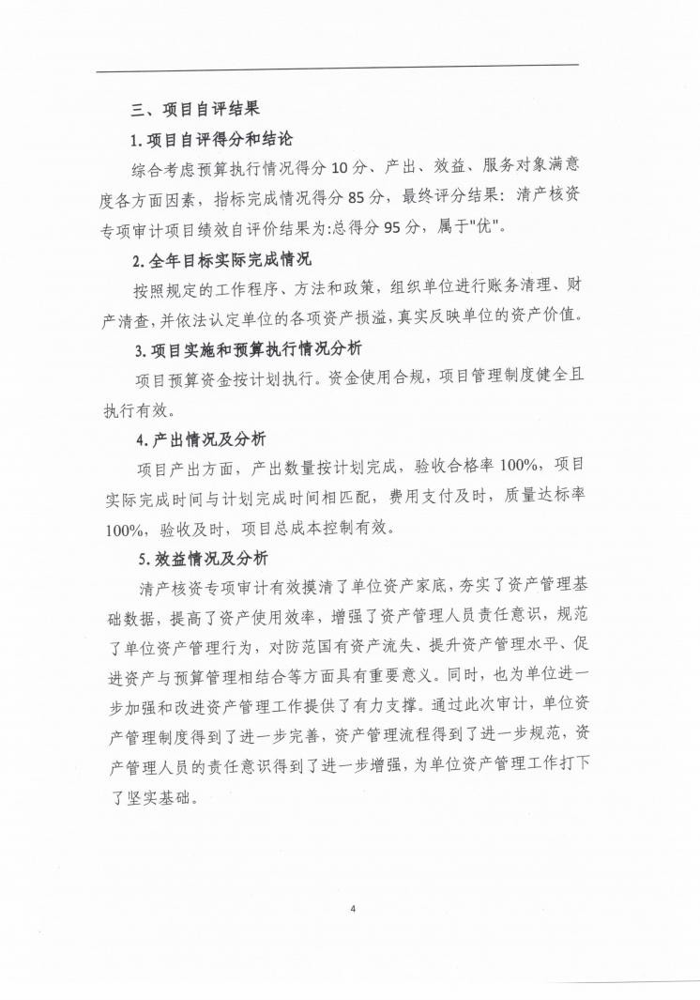 三、项目自评结果
1.项目自评得分和结论
综合考虑预算执行情况得分 10 分、产出、效益、服务对象满意
度各方面因素，指标完成情况得分 85 分，最终评分结果：清产核资
专项审计项目绩效自评价结果为:总得分 95 分，属于"优"。
2.全年目标实际完成情况
按照规定的工作程序、方法和政策，组织单位进行账务清理、财
产清查,并依法认定单位的各项资产损溢,真实反映单位的资产价值。
3.项目实施和预算执行情况分析
项目预算资金按计划执行。资金使用合规，项目管理制度健全且
执行有效。
4.产出情况及分析
项目产出方面，产出数量按计划完成，验收合格率 100%，项目
实际完成时间与计划完成时间相匹配，费用支付及时，质量达标率
100%，验收及时，项目总成本控制有效。
5.效益情况及分析
清产核资专项审计有效摸清了单位资产家底,夯实了资产管理基
础数据，提高了资产使用效率，增强了资产管理人员责任意识，规范
了单位资产管理行为，对防范国有资产流失、提升资产管理水平、促
进资产与预算管理相结合等方面具有重要意义。同时，也为单位进一
步加强和改进资产管理工作提供了有力支撑。通过此次审计，单位资
产管理制度得到了进一步完善，资产管理流程得到了进一步规范，资
产管理人员的责任意识得到了进一步增强,为单位资产管理工作打下
了坚实基础。
4